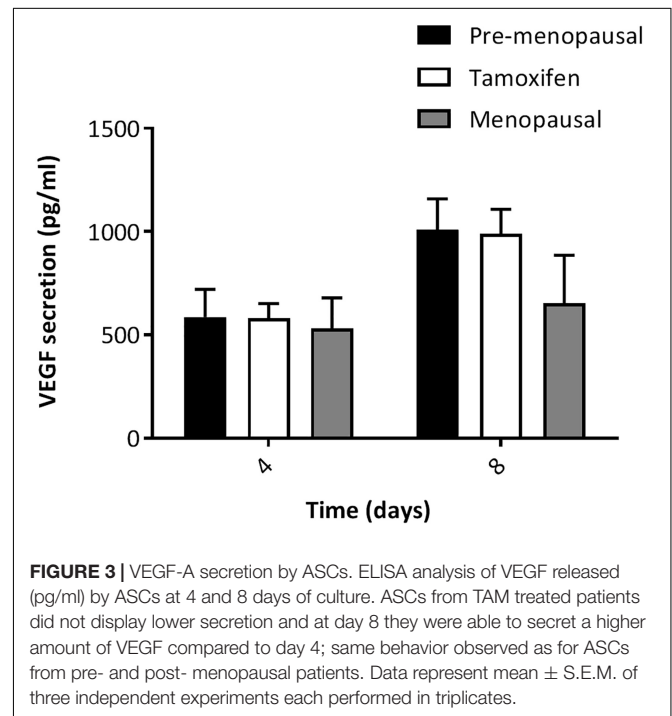 Pre-menopausal
Tamoxifen
Menopausal
VEGF secretion (pg/ml)
1500
1000
500
0
4
8
Time (days)
FIGURE 3 | VEGF-A secretion by ASCs. ELISA analysis of VEGF released
(pg/ml) by ASCs at 4 and 8 days of culture. ASCs from TAM treated patients
did not display lower secretion and at day 8 they were able to secret a higher
amount of VEGF compared to day 4; same behavior observed as for ASCs
from pre- and post- menopausal patients. Data represent mean ± S.E.M. of
three independent experiments each performed in triplicates.